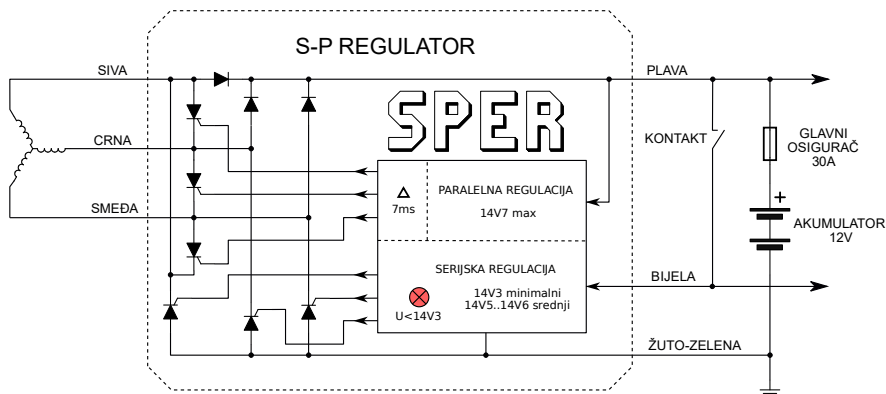 S-P REGULATOR
SIVA
PLAVA
SPER
CRNA
KONTAKT
GLAVNI
OSIGURAČ
30A
Δ
7ms
PARALELNA REGULACIJA
14V7 max
SMEĐA
+
AKUMULATOR
12V
SERIJSKA REGULACIJA
BIJELA
14V3 minimalni
14V5..14V6 srednji
U<14V3
ŽUTO-ZELENA